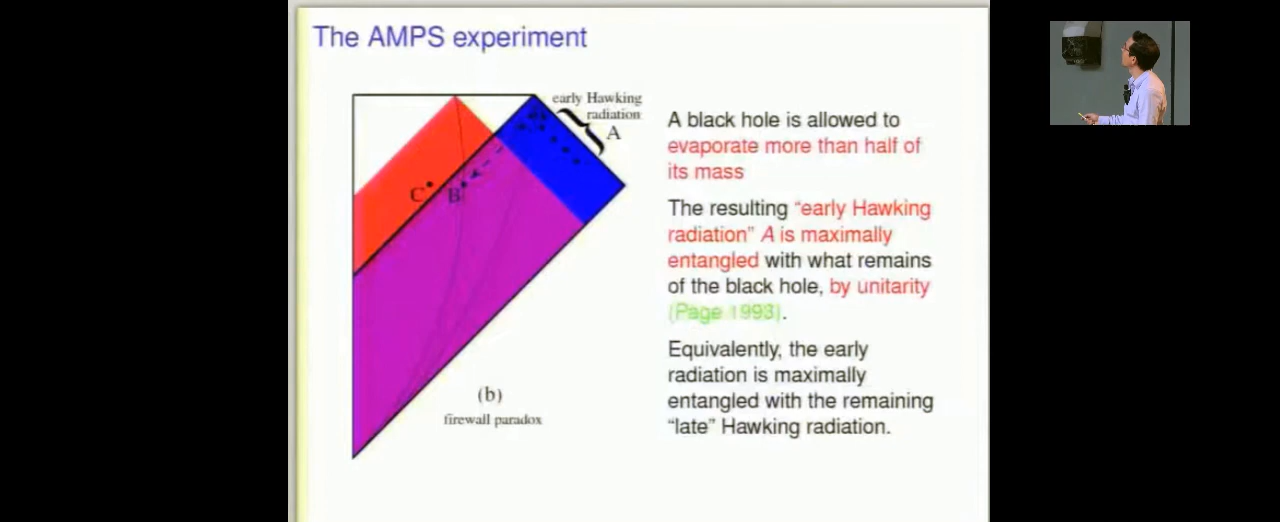 The AMPS experiment
early Hawking
radiation
A
C
B
(b)
firewall paradox
A black hole is allowed to
evaporate more than half of
its mass
The resulting “early Hawking
radiation” A is maximally
entangled with what remains
of the black hole, by unitarity
(Page 1993).
Equivalently, the early
radiation is maximally
entangled with the remaining
“late” Hawking radiation.